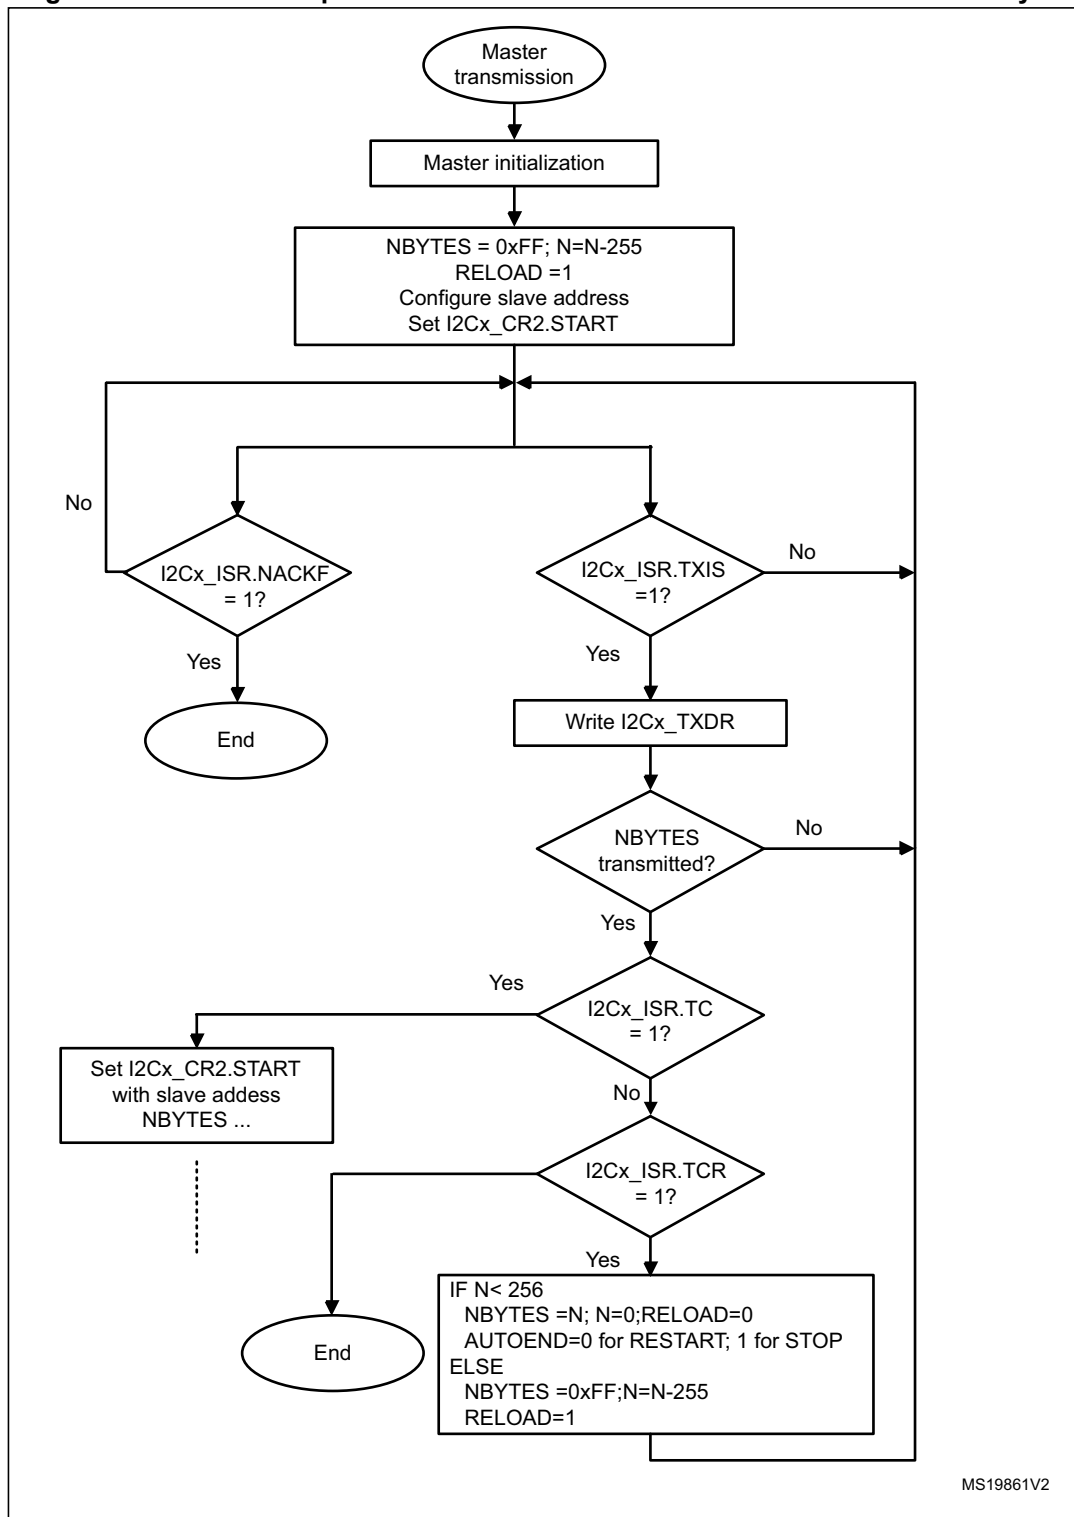 Master
transmission
Master initialization
NBYTES = 0xFF; N=N-255
RELOAD =1
Configure slave address
Set I2Cx_CR2.START
No
I2Cx_ISR.NACKF
= 1?
Yes
End
I2Cx_ISR.TXIS
=1?
No
Yes
Write I2Cx_TXDR
NBYTES
transmitted?
No
Yes
I2Cx_ISR.TC
= 1?
Yes
Set I2Cx_CR2.START
with slave addess
NBYTES ...
No
I2Cx_ISR.TCR
= 1?
Yes
End
IF N< 256
NBYTES =N; N=0;RELOAD=0
AUTOEND=0 for RESTART; 1 for STOP
ELSE
NBYTES =0xFF;N=N-255
RELOAD=1
MS19861V2